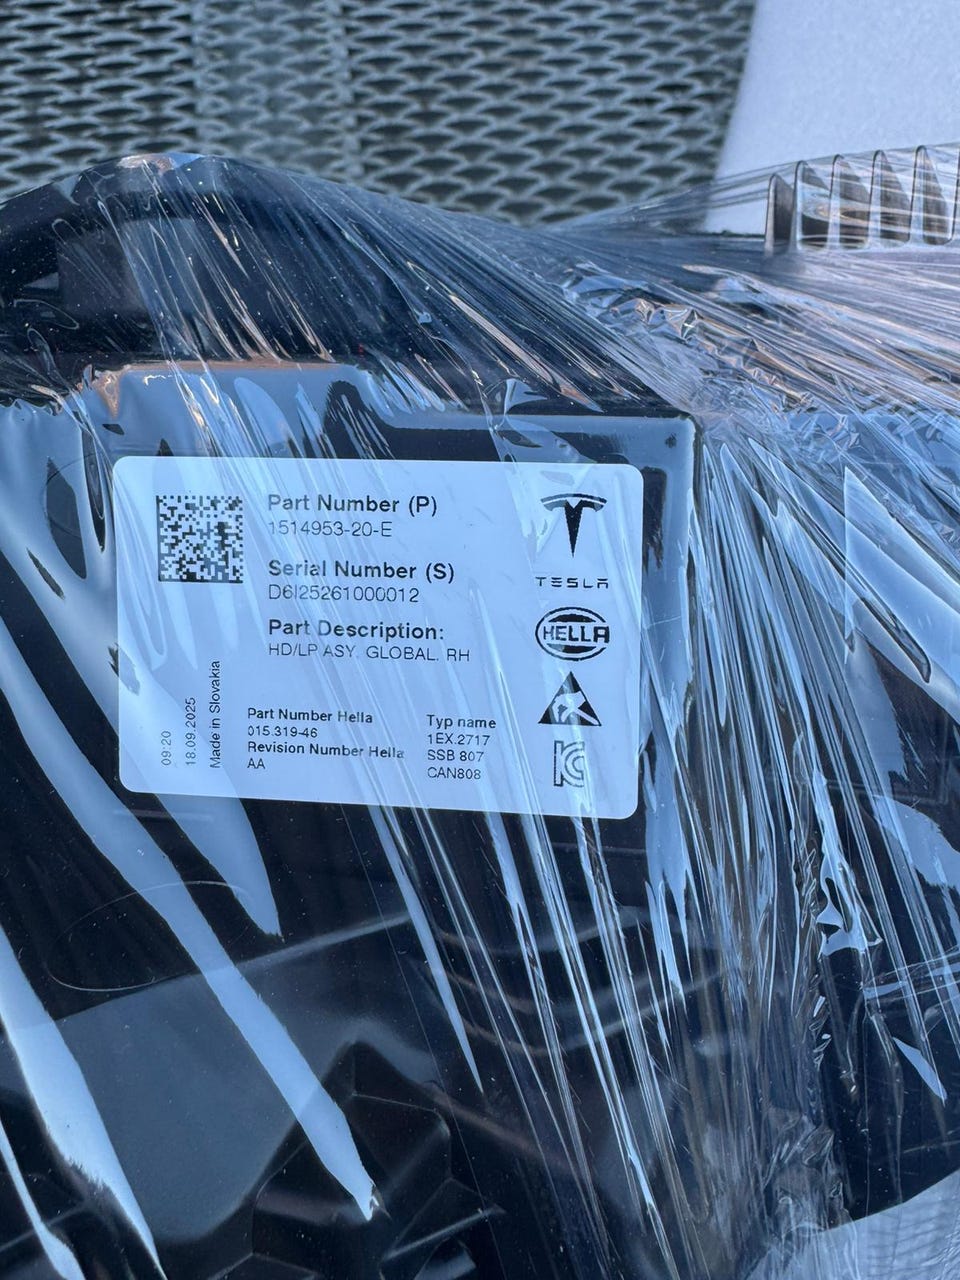 Part Number (P)
1514953-20-E
Serial Number (S)
D6I25261000012
Part Description:
HD/LP ASY. GLOBAL. RH
TESLA
HELLA
09:20
18.09.2025
Made in Slovakia
Part Number Hella
015.319-46
Revision Number Hella
AA
Typ name
1EX.2717
SSB 807
CAN808